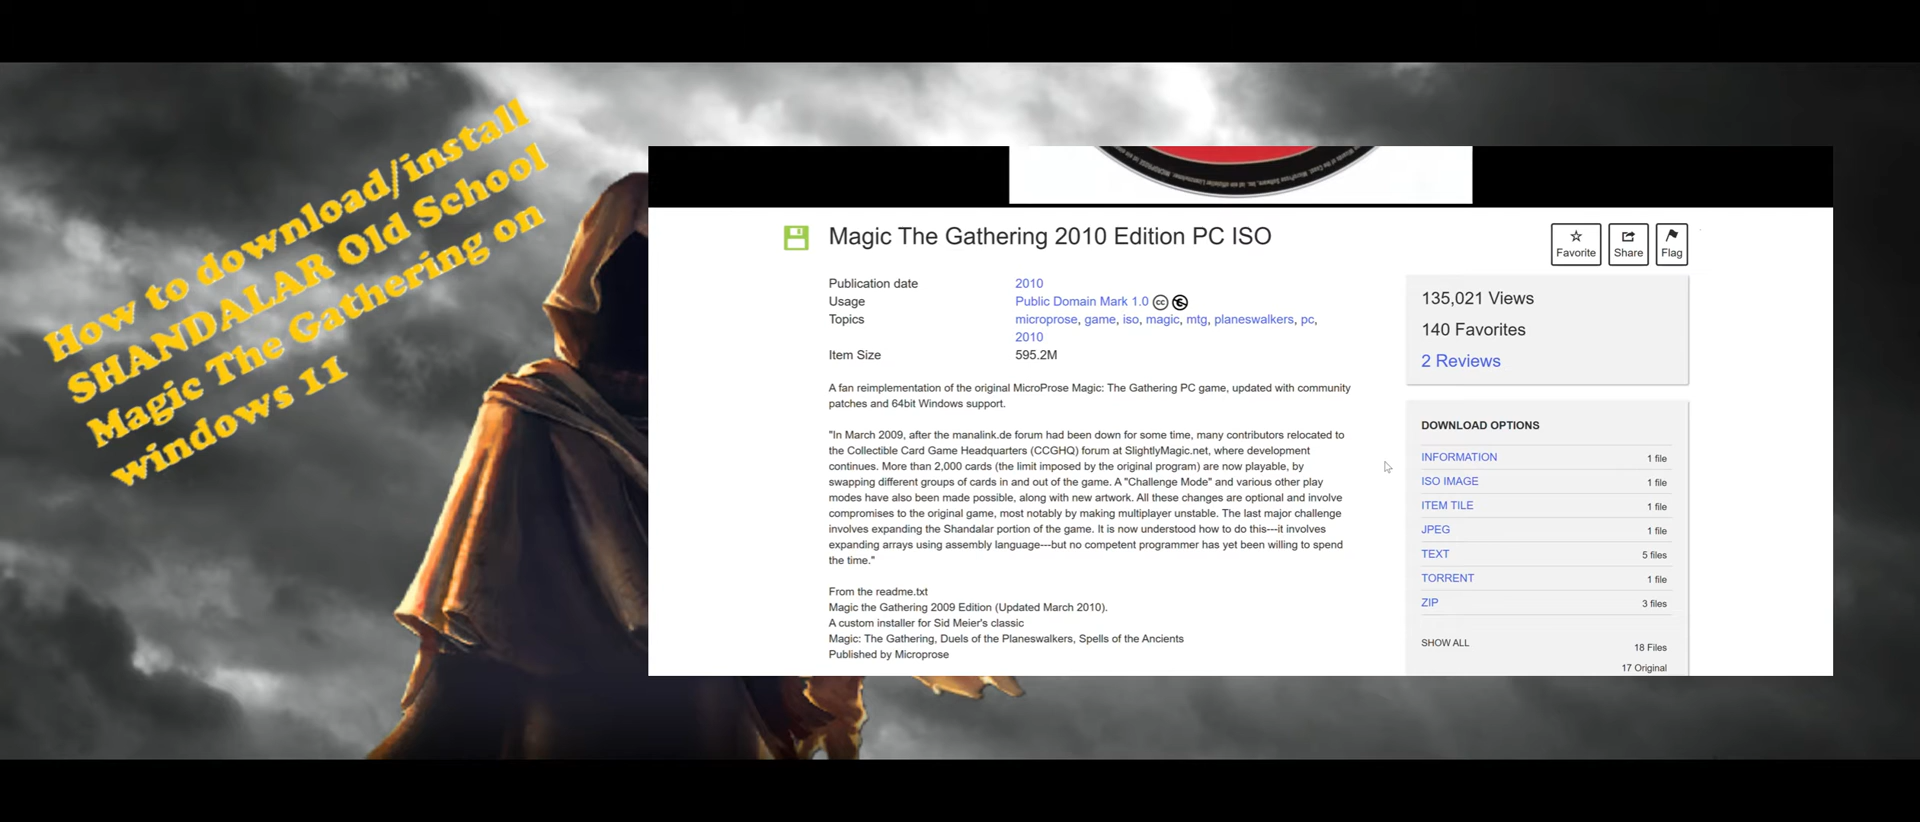 How to download/install
SHANDALAR Old School
Magic The Gathering on
windows 11
Magic The Gathering 2010 Edition PC ISO
Favorite
Share
Flag
Publication date 2010
Usage Public Domain Mark 1.0
Topics microprose, game, iso, magic, mtg, planeswalkers, pc,
2010
Item Size 595.2M
A fan reimplementation of the original MicroProse Magic: The Gathering PC game, updated with community
patches and 64bit Windows support.
"In March 2009, after the manalink.de forum had been down for some time, many contributors relocated to
the Collectible Card Game Headquarters (CCGHQ) forum at SlightlyMagic.net, where development
continues. More than 2,000 cards (the limit imposed by the original program) are now playable, by
swapping different groups of cards in and out of the game. A "Challenge Mode" and various other play
modes have also been made possible, along with new artwork. All these changes are optional and involve
compromises to the original game, most notably by making multiplayer unstable. The last major challenge
involves expanding the Shandalar portion of the game. It is now understood how to do this---it involves
expanding arrays using assembly language---but no competent programmer has yet been willing to spend
the time."
From the readme.txt
Magic the Gathering 2009 Edition (Updated March 2010).
A custom installer for Sid Meier's classic
Magic: The Gathering, Duels of the Planeswalkers, Spells of the Ancients
Published by Microprose
135,021 Views
140 Favorites
2 Reviews
DOWNLOAD OPTIONS
INFORMATION 1 file
ISO IMAGE 1 file
ITEM TILE 1 file
JPEG 1 file
TEXT 5 files
TORRENT 1 file
ZIP 3 files
SHOW ALL 18 Files
17 Original